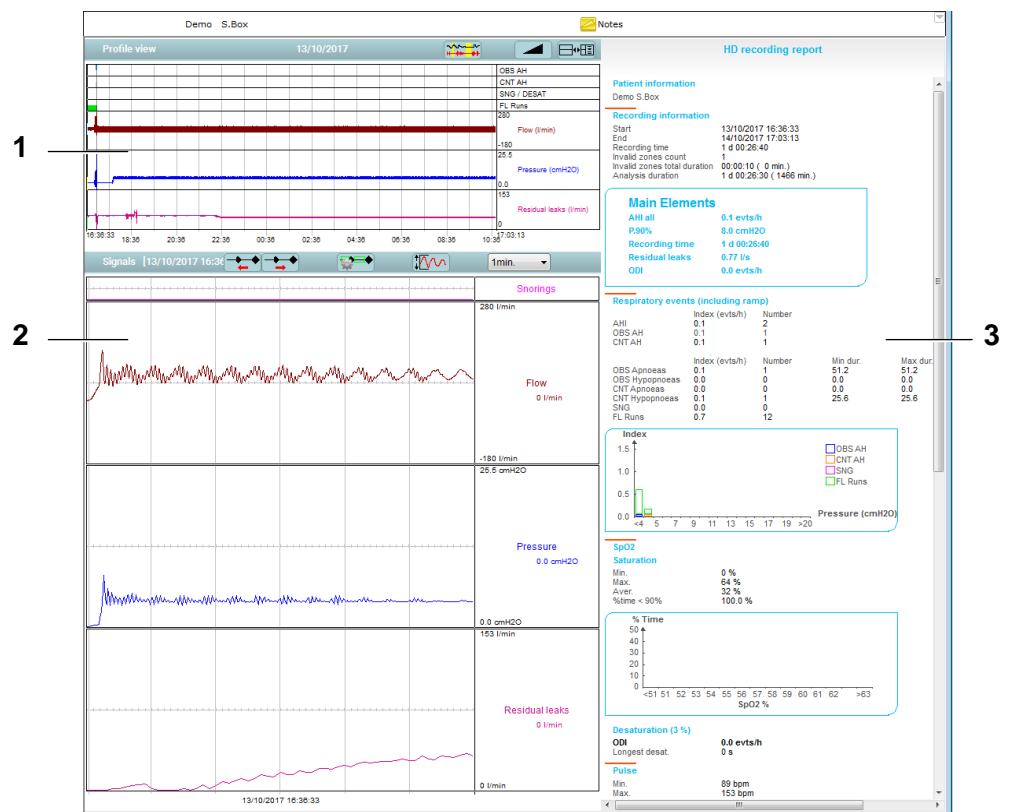 Demo S.Box
Notes
Profile view 13/10/2017
OBS AH
CNT AH
SNG / DESAT
FL Runs
280
Flow (l/min)
-180
25.5
Pressure (cmH2O)
0.0
153
Residual leaks (l/min)
0
16:36:33 18:36 20:36 22:36 00:36 02:36 04:36 06:36 08:36 10:36 17:03:13
1
Signals [13/10/2017 16:36
1min.
Snorings
280 l/min
Flow
0 l/min
-180 l/min
25.5 cmH2O
Pressure
0.0 cmH2O
0.0 cmH2O
153 l/min
Residual leaks
0 l/min
0 l/min
13/10/2017 16:36:33
2
HD recording report
Patient information
Demo S.Box
Recording information
Start 13/10/2017 16:36:33
End 14/10/2017 17:03:13
Recording time 1 d 00:26:40
Invalid zones count 1
Invalid zones total duration 00:00:10 ( 0 min.)
Analysis duration 1 d 00:26:30 ( 1466 min.)
Main Elements
AHI all 0.1 evts/h
P.90% 8.0 cmH2O
Recording time 1 d 00:26:40
Residual leaks 0.77 l/s
ODI 0.0 evts/h
Respiratory events (including ramp)
Index (evts/h) Number
AHI 0.1 2
OBS AH 0.1 1
CNT AH 0.1 1
Index (evts/h) Number Min dur. Max dur.
OBS Apnoeas 0.1 1 51.2 51.2
OBS Hypopnoeas 0.0 0 0.0 0.0
CNT Apnoeas 0.0 0 0.0 0.0
CNT Hypopnoeas 0.1 1 25.6 25.6
SNG 0.0 0
FL Runs 0.7 12
3
Index
1.5
1.0
0.5
0.0
<4 5 7 9 11 13 15 17 19 >20
Pressure (cmH2O)
OBS AH
CNT AH
SNG
FL Runs
SpO2
Saturation
Min. 0 %
Max. 64 %
Aver. 32 %
%time < 90% 100.0 %
% Time
50
40
30
20
10
0
<51 51 52 53 54 55 56 57 58 59 60 61 62 >63
SpO2 %
Desaturation (3 %)
ODI 0.0 evts/h
Longest desat. 0 s
Pulse
Min. 89 bpm
Max. 153 bpm